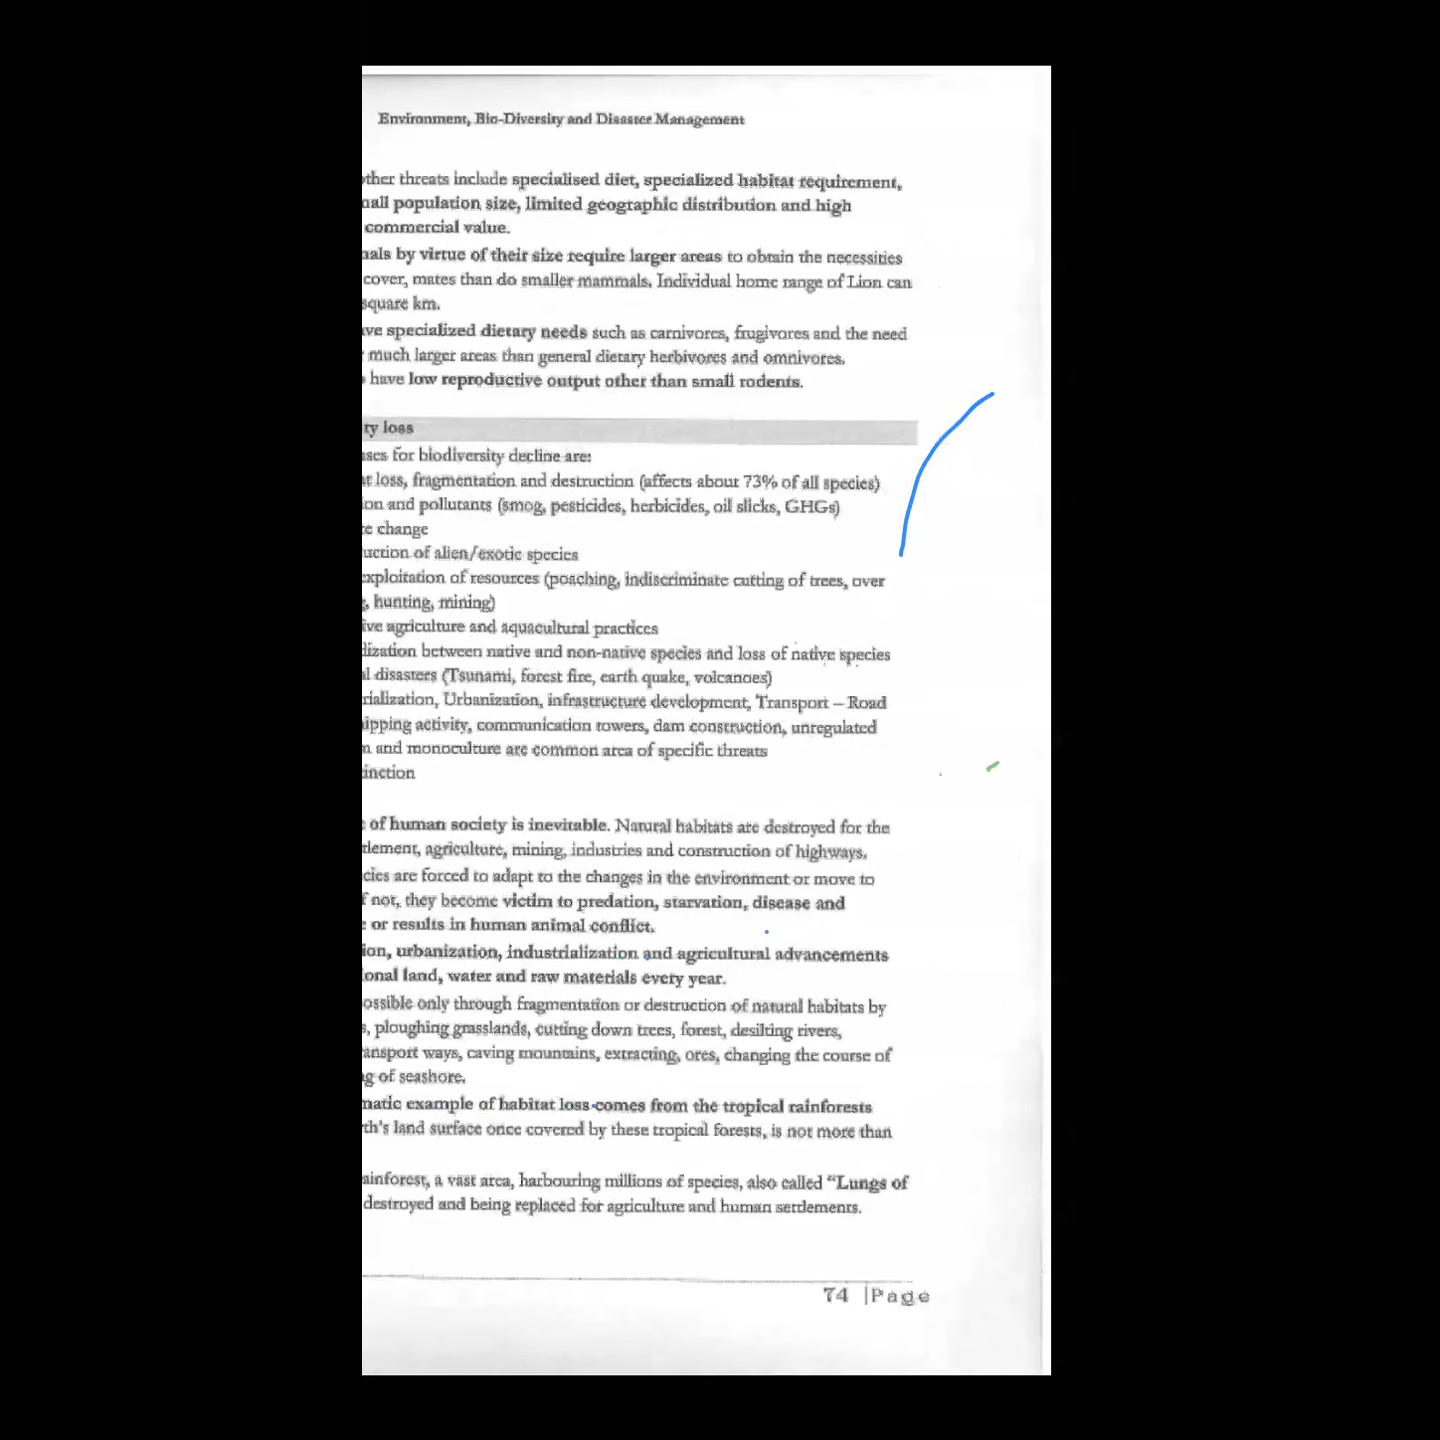 Environment, Bio-Diversity and Disaster Management
ther threats include specialised diet, specialized habitat requirement,
nall population size, limited geographic distribution and high
commercial value.
nals by virtue of their size require larger areas to obtain the necessities
cover, mates than do smaller mammals. Individual home range of Lion can
square km.
ve specialized dietary needs such as carnivores, frugivores and the need
much larger areas than general dietary herbivores and omnivores.
have low reproductive output other than small rodents.
ty loss
ses for biodiversity decline are:
t loss, fragmentation and destruction (affects about 73% of all species)
ion and pollutants (smog, pesticides, herbicides, oil slicks, GHGs)
e change
uction of alien/exotic species
exploitation of resources (poaching, indiscriminate cutting of trees, over
, hunting, mining)
ive agriculture and aquacultural practices
dization between native and non-native species and loss of native species
l disasters (Tsunami, forest fire, earth quake, volcanoes)
rialization, Urbanization, infrastructure development, Transport – Road
ipping activity, communication towers, dam construction, unregulated
n and monoculture are common area of specific threats
inction
of human society is inevitable. Natural habitats are destroyed for the
tlement, agriculture, mining, industries and construction of highways.
cies are forced to adapt to the changes in the environment or move to
f not, they become victim to predation, starvation, disease and
or results in human animal conflict.
ion, urbanization, industrialization and agricultural advancements
onal land, water and raw materials every year.
ossible only through fragmentation or destruction of natural habitats by
s, ploughing grasslands, cutting down trees, forest, desilting rivers,
ansport ways, caving mountains, extracting, ores, changing the course of
g of seashore.
matic example of habitat loss comes from the tropical rainforests
th's land surface once covered by these tropical forests, is not more than
ainforest, a vast area, harbouring millions of species, also called "Lungs of
destroyed and being replaced for agriculture and human settlements.
74 |Page